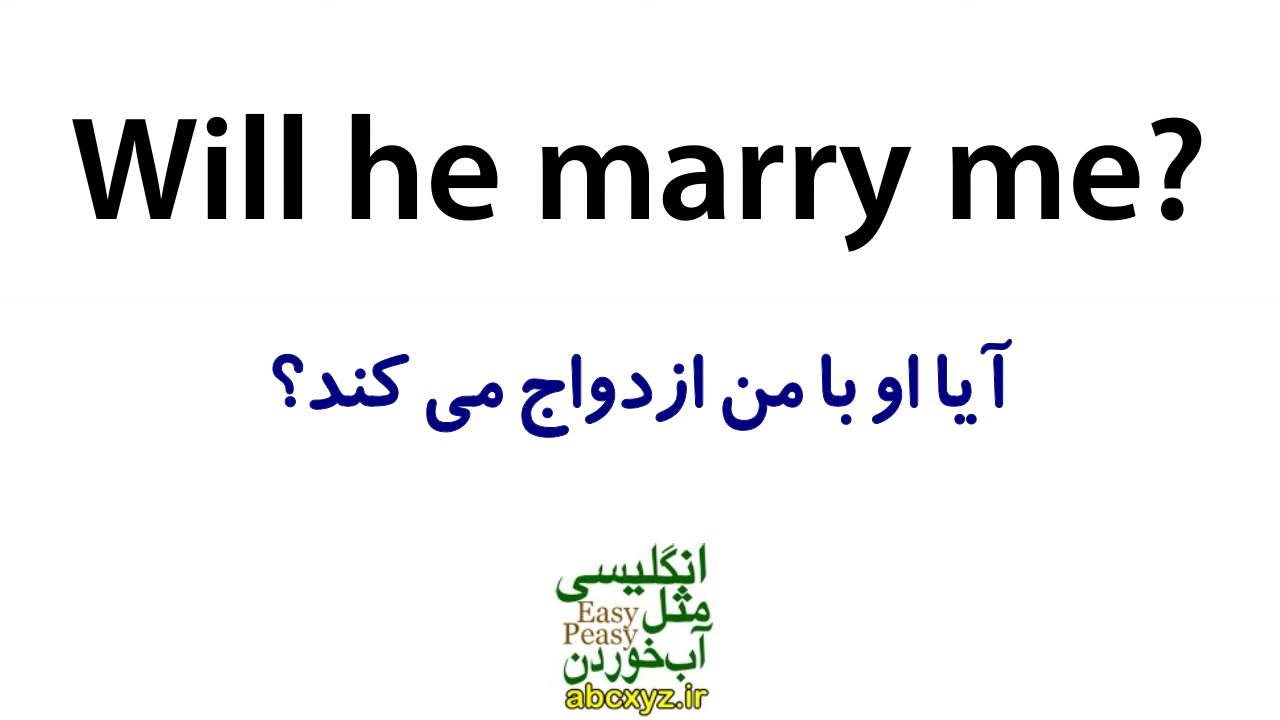 Will he marry me?
آیا او با من ازدواج می کند؟
انگلیسی
مثل
Easy
Peasy
آب‌خوردن
abcxyz.ir